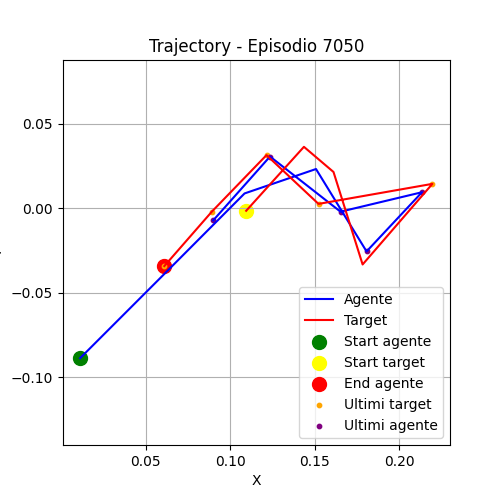 Trajectory - Episodio 7050
0.05
0.00
−0.05
−0.10
0.05
0.10
0.15
0.20
X
Agente
Target
Start agente
Start target
End agente
Ultimi target
Ultimi agente